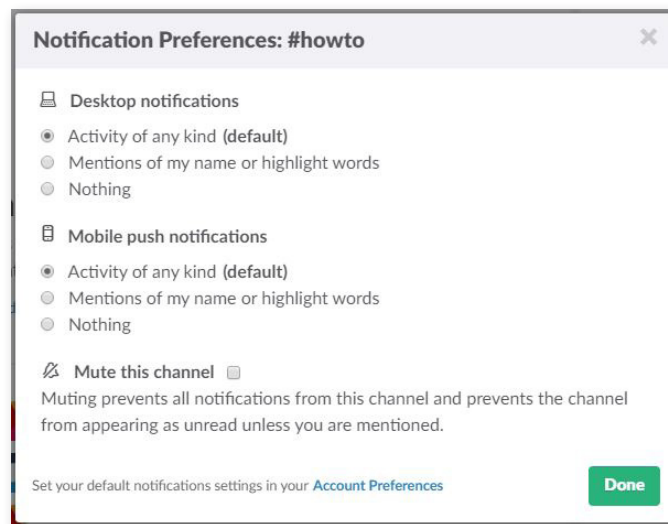 Notification Preferences: #howto
Desktop notifications
Activity of any kind (default)
Mentions of my name or highlight words
Nothing
Mobile push notifications
Activity of any kind (default)
Mentions of my name or highlight words
Nothing
Mute this channel
Muting prevents all notifications from this channel and prevents the channel
from appearing as unread unless you are mentioned.
Set your default notifications settings in your Account Preferences
Done